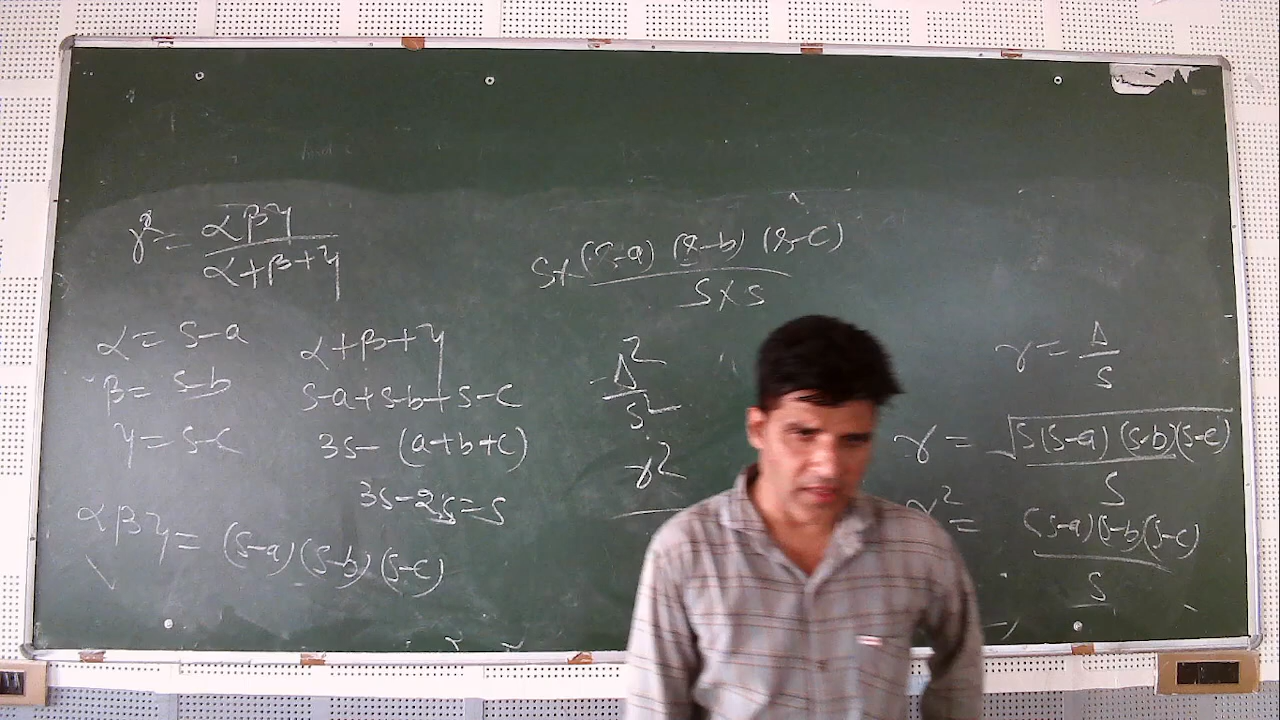 r² = αβγ / α+β+γ
α = s-a
β = s-b
γ = s-c
αβγ = (s-a)(s-b)(s-c)
α+β+γ
s-a+s-b+s-c
3s-(a+b+c)
3s-2s=s
s×(s-a)(s-b)(s-c) / s×s
Δ² / s²
r²
r = Δ / s
r = √s(s-a)(s-b)(s-c) / s
r² = (s-a)(s-b)(s-c) / s